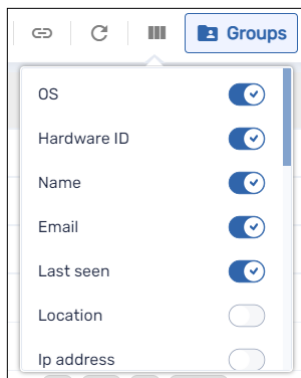 Groups
OS
Hardware ID
Name
Email
Last seen
Location
Ip address